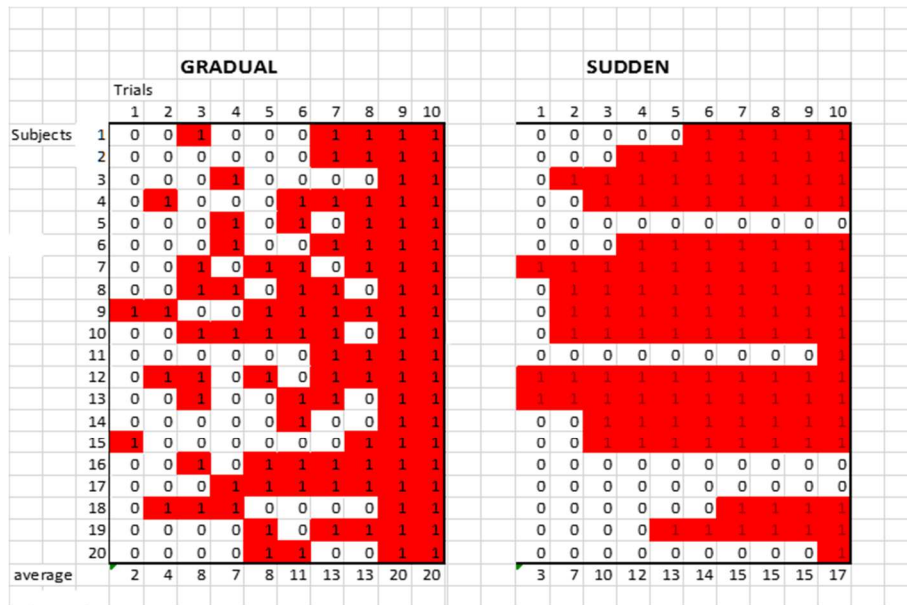 GRADUAL SUDDEN
Trials
1 2 3 4 5 6 7 8 9 10 1 2 3 4 5 6 7 8 9 10
Subjects 1 0 0 1 0 0 0 1 1 1 1 0 0 0 0 0 1 1 1 1 1
2 0 0 0 0 0 0 1 1 1 1 0 0 0 1 1 1 1 1 1 1
3 0 0 0 1 0 0 0 0 1 1 0 1 1 1 1 1 1 1 1 1
4 0 1 0 0 0 1 1 1 1 1 0 0 1 1 1 1 1 1 1 1
5 0 0 0 1 0 1 0 1 1 1 0 0 0 0 0 0 0 0 0 0
6 0 0 0 1 0 0 1 1 1 1 0 0 0 1 1 1 1 1 1 1
7 0 0 1 0 1 1 0 1 1 1 1 1 1 1 1 1 1 1 1 1
8 0 0 1 1 0 1 1 0 1 1 0 1 1 1 1 1 1 1 1 1
9 1 1 0 0 1 1 1 1 1 1 0 1 1 1 1 1 1 1 1 1
10 0 0 1 1 1 1 1 0 1 1 0 1 1 1 1 1 1 1 1 1
11 0 0 0 0 0 0 1 1 1 1 0 0 0 0 0 0 0 0 0 1
12 0 1 1 0 1 0 1 1 1 1 1 1 1 1 1 1 1 1 1 1
13 0 0 1 0 0 1 1 0 1 1 1 1 1 1 1 1 1 1 1 1
14 0 0 0 0 0 1 0 0 1 1 0 0 1 1 1 1 1 1 1 1
15 1 0 0 0 0 0 0 1 1 1 0 0 1 1 1 1 1 1 1 1
16 0 0 1 0 1 1 1 1 1 1 0 0 0 0 0 0 0 0 0 0
17 0 0 0 1 1 1 1 1 1 1 0 0 0 0 0 0 0 0 0 0
18 0 1 1 1 0 0 0 0 1 1 0 0 0 0 0 0 1 1 1 1
19 0 0 0 0 1 0 1 1 1 1 0 0 0 0 1 1 1 1 1 1
20 0 0 0 0 1 1 0 0 1 1 0 0 0 0 0 0 0 0 0 1
average 2 4 8 7 8 11 13 13 20 20 3 7 10 12 13 14 15 15 15 17